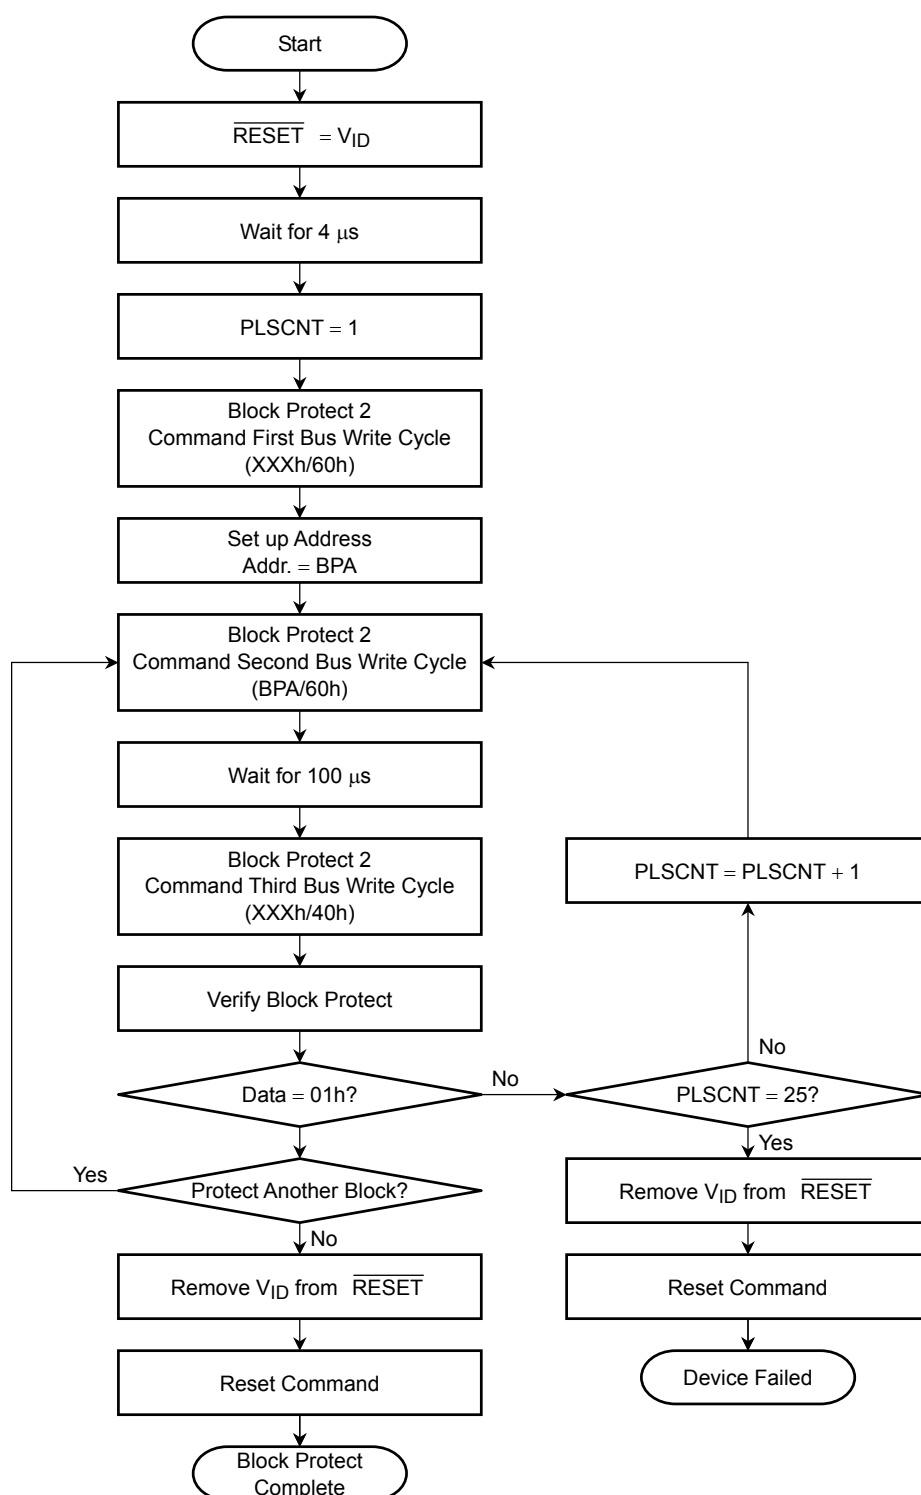 Start
RESET = VID
Wait for 4 μs
PLSCNT = 1
Block Protect 2
Command First Bus Write Cycle
(XXXh/60h)
Set up Address
Addr. = BPA
Block Protect 2
Command Second Bus Write Cycle
(BPA/60h)
Wait for 100 μs
Block Protect 2
Command Third Bus Write Cycle
(XXXh/40h)
Verify Block Protect
Data = 01h?
No
Protect Another Block?
Yes
No
Remove VID from RESET
Reset Command
Block Protect
Complete
PLSCNT = PLSCNT + 1
No
PLSCNT = 25?
Yes
Remove VID from RESET
Reset Command
Device Failed